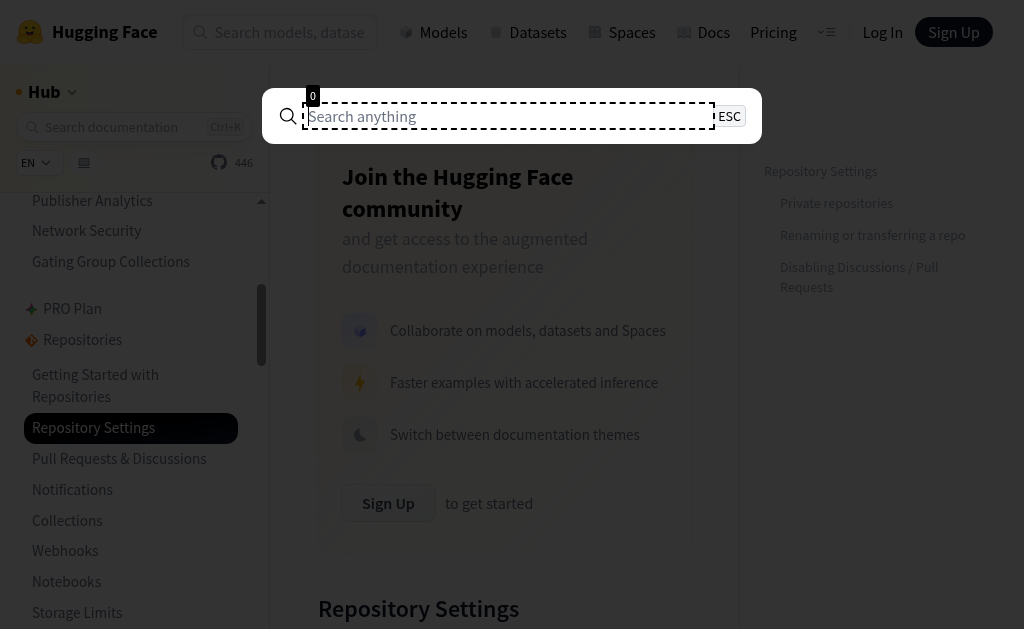 Hugging Face
Search models, datase
Models
Datasets
Spaces
Docs
Pricing
Log In
Sign Up
Hub
Search documentation
Ctrl+K
EN
446
0
Search anything
ESC
Publisher Analytics
Network Security
Gating Group Collections
PRO Plan
Repositories
Getting Started with
Repositories
Repository Settings
Pull Requests & Discussions
Notifications
Collections
Webhooks
Notebooks
Storage Limits
Join the Hugging Face
community
and get access to the augmented
documentation experience
Collaborate on models, datasets and Spaces
Faster examples with accelerated inference
Switch between documentation themes
Sign Up
to get started
Repository Settings
Repository Settings
Private repositories
Renaming or transferring a repo
Disabling Discussions / Pull
Requests